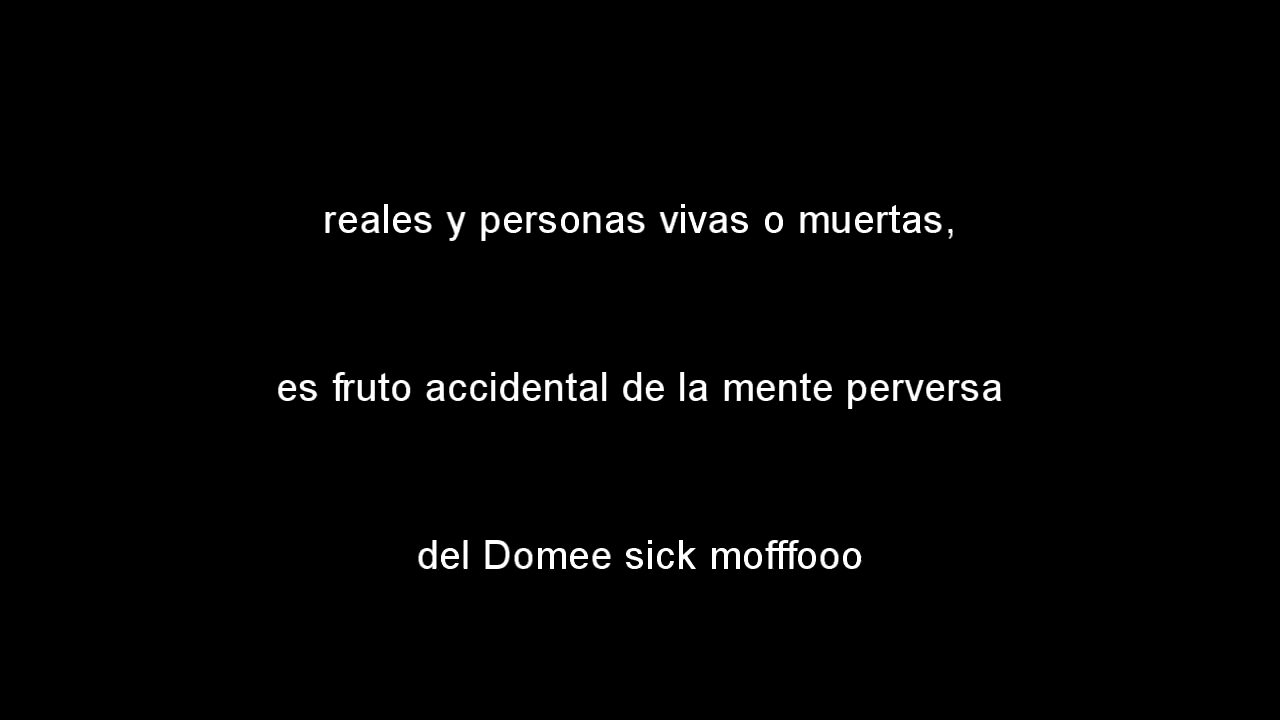 reales y personas vivas o muertas,
es fruto accidental de la mente perversa
del Domee sick mofffooo